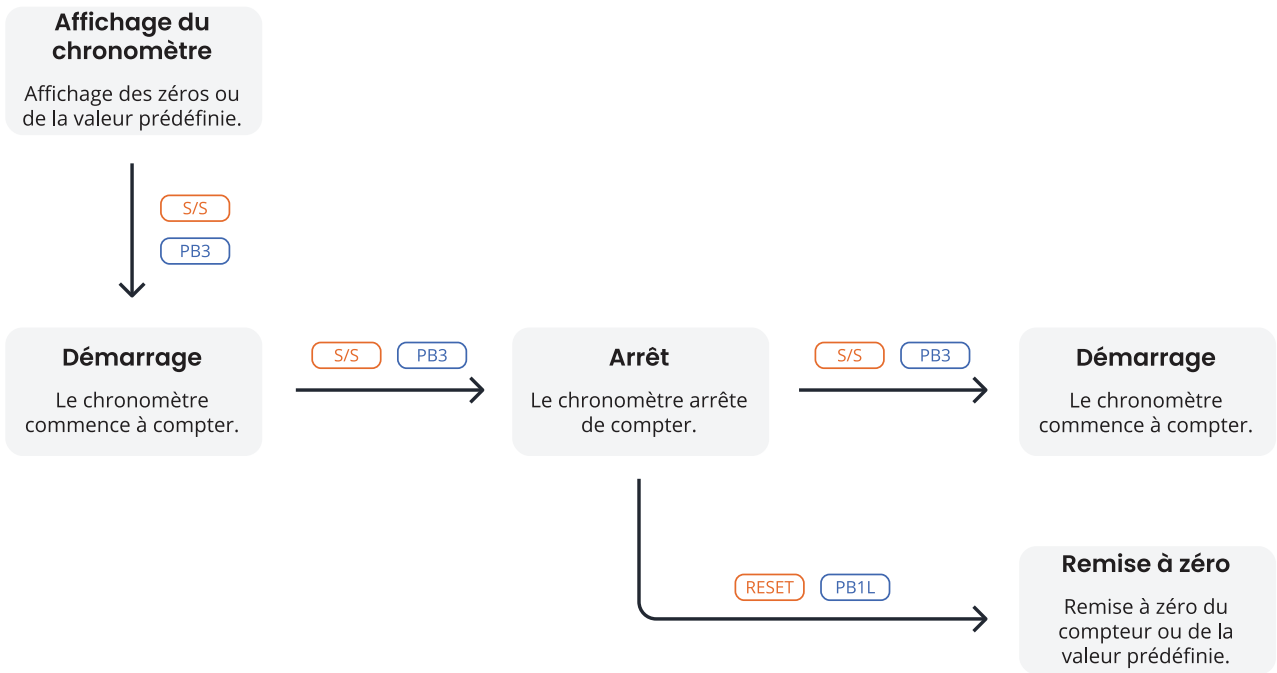 Affichage du
chronomètre
Affichage des zéros ou
de la valeur prédéfinie.
S/S
PB3
Démarrage
Le chronomètre
commence à compter.
S/S PB3
Arrêt
Le chronomètre arrête
de compter.
S/S PB3
Démarrage
Le chronomètre
commence à compter.
RESET PB1L
Remise à zéro
Remise à zéro du
compteur ou de la
valeur prédéfinie.